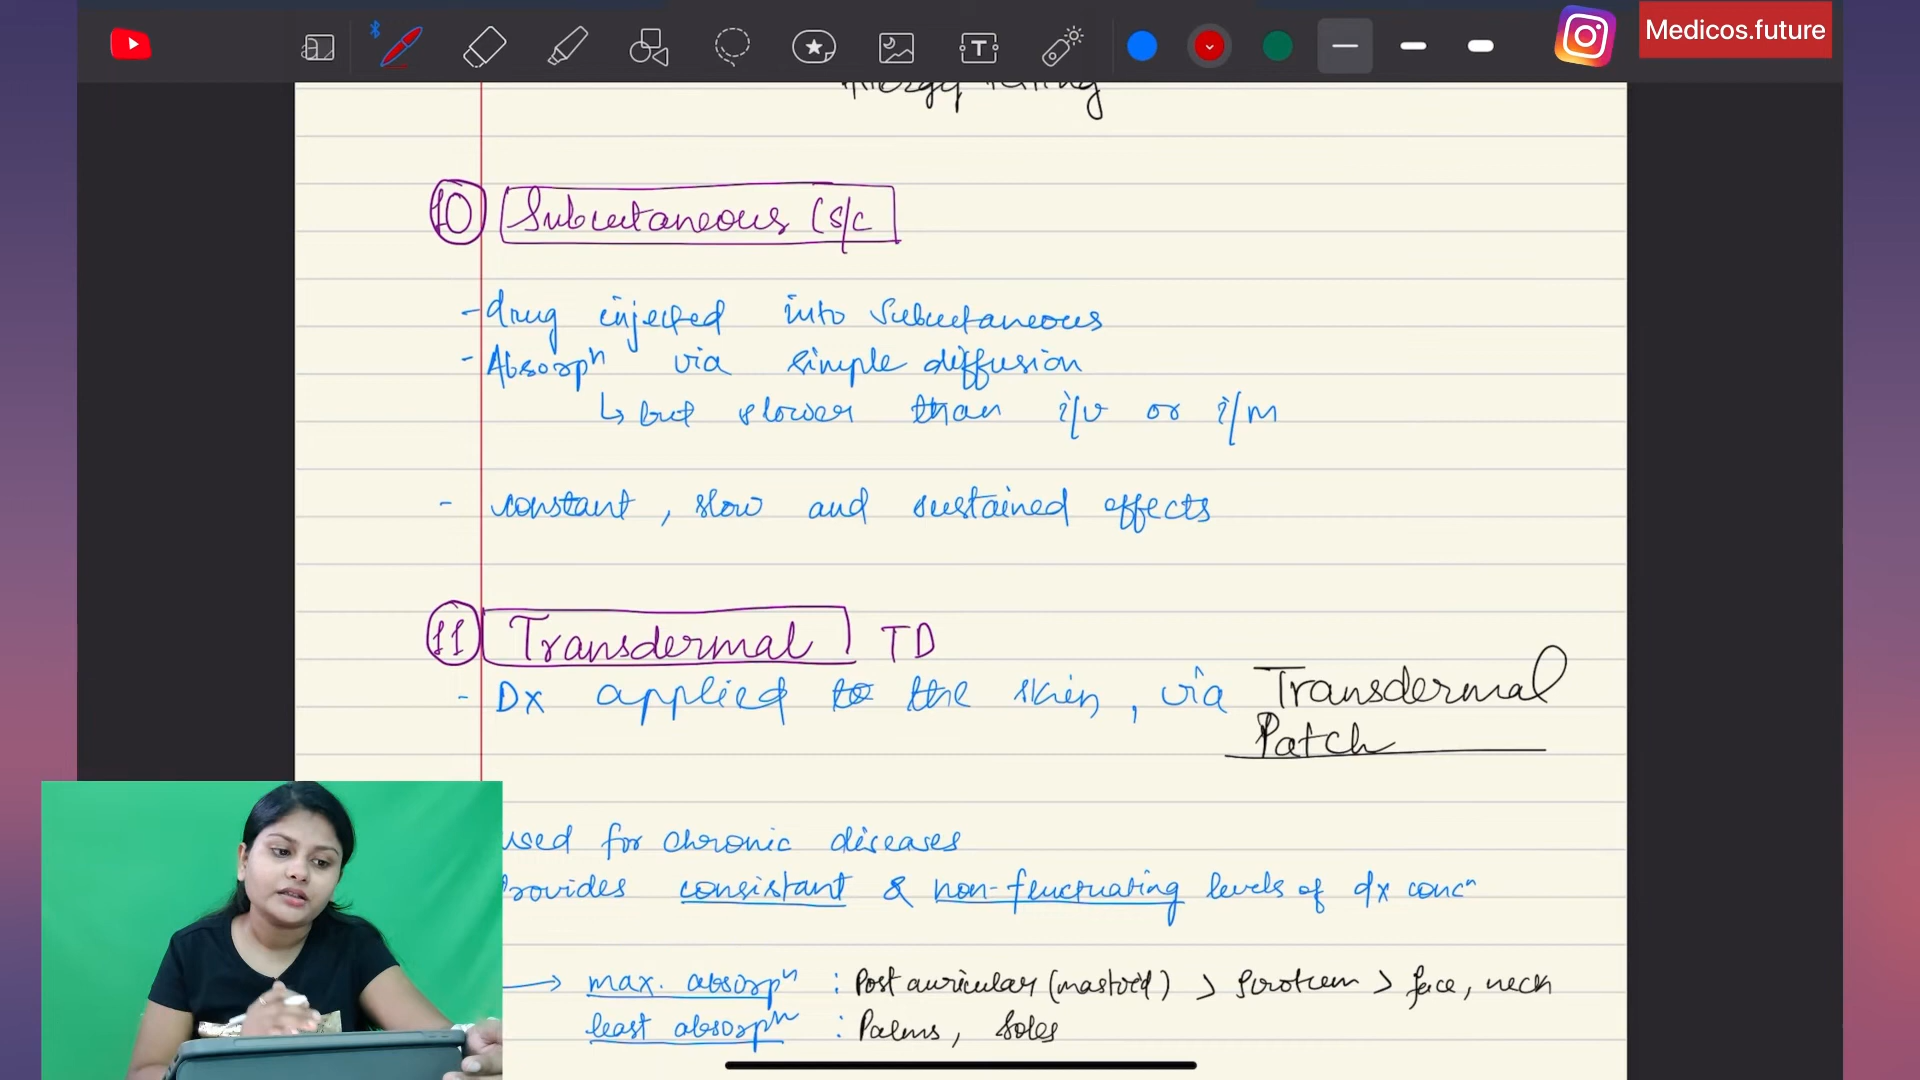 Medicos.future
T
10 Subcutaneous (s/c
- drug injected into Subcutaneous
- Absorpⁿ via simple diffusion
↳ but slower than i/v or i/m
- constant, slow and sustained effects
11 Transdermal TD
- Dx applied to the skin, via Transdermal
Patch
used for chronic diseases
rovides consistant & non-fluctuating levels of dx concⁿ
→ max. absorpⁿ : Post auricular (mastoid) > scrotum > face, neck
least absorpⁿ : Palms, Soles